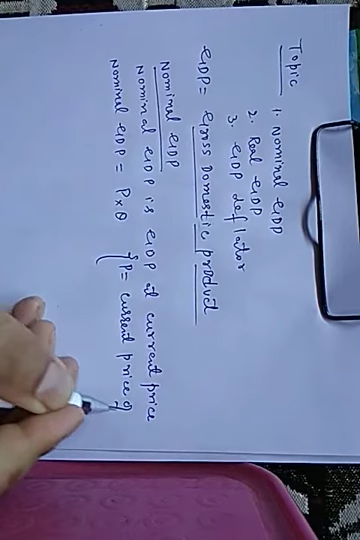 Topic 1. Nominal GDP
2. Real GDP
3. GDP deflator
GDP = Gross Domestic product
Nominal GDP
Nominal GDP is GDP at current price
Nominal GDP = P×Q {P = current price of